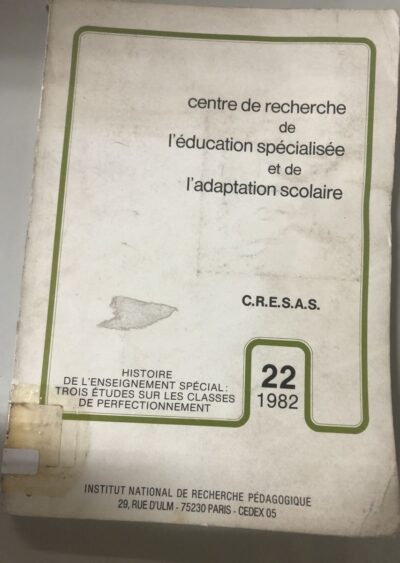 centre de recherche
de
l'éducation spécialisée
et de
l'adaptation scolaire
C.R.E.S.A.S.
HISTOIRE
DE L'ENSEIGNEMENT SPÉCIAL :
TROIS ÉTUDES SUR LES CLASSES
DE PERFECTIONNEMENT
22
1982
INSTITUT NATIONAL DE RECHERCHE PÉDAGOGIQUE
29, RUE D'ULM - 75230 PARIS - CEDEX 05